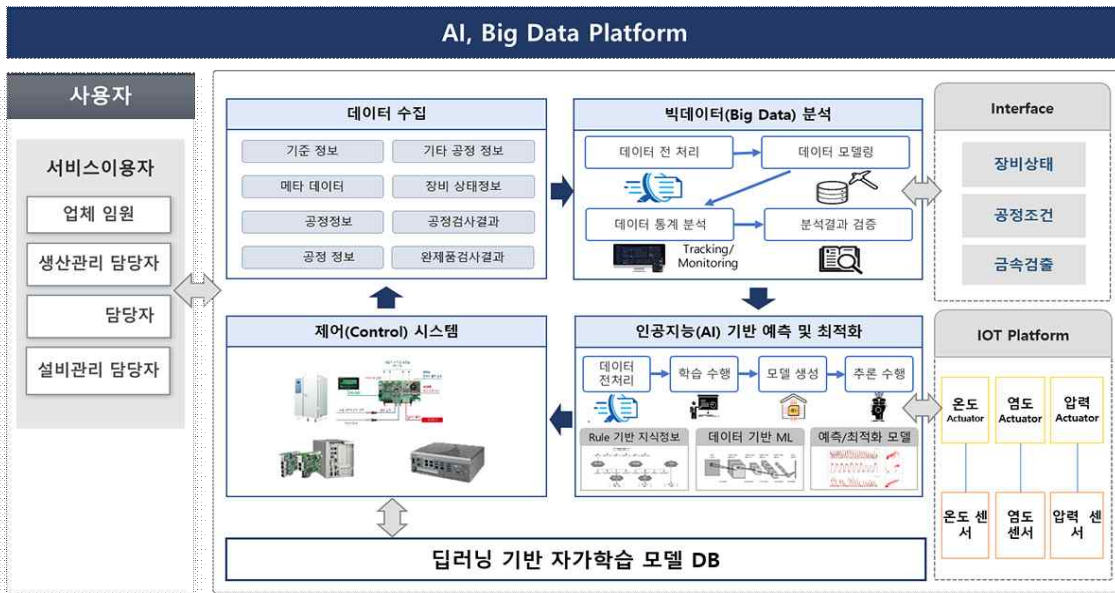 AI, Big Data Platform
사용자
서비스이용자
업체 임원
생산관리 담당자
담당자
설비관리 담당자
데이터 수집
기준 정보
기타 공정 정보
메타 데이터
장비 상태정보
공정정보
공정검사결과
공정 정보
완제품검사결과
빅데이터(Big Data) 분석
데이터 전 처리
데이터 모델링
데이터 통계 분석
분석결과 검증
Tracking/
Monitoring
Interface
장비상태
공정조건
금속검출
제어(Control) 시스템
인공지능(AI) 기반 예측 및 최적화
데이터
전처리
학습 수행
모델 생성
추론 수행
Rule 기반 지식정보
데이터 기반 ML
예측/최적화 모델
IOT Platform
온도
Actuator
염도
Actuator
압력
Actuator
온도 센
서
염도
센서
압력 센
서
딥러닝 기반 자가학습 모델 DB